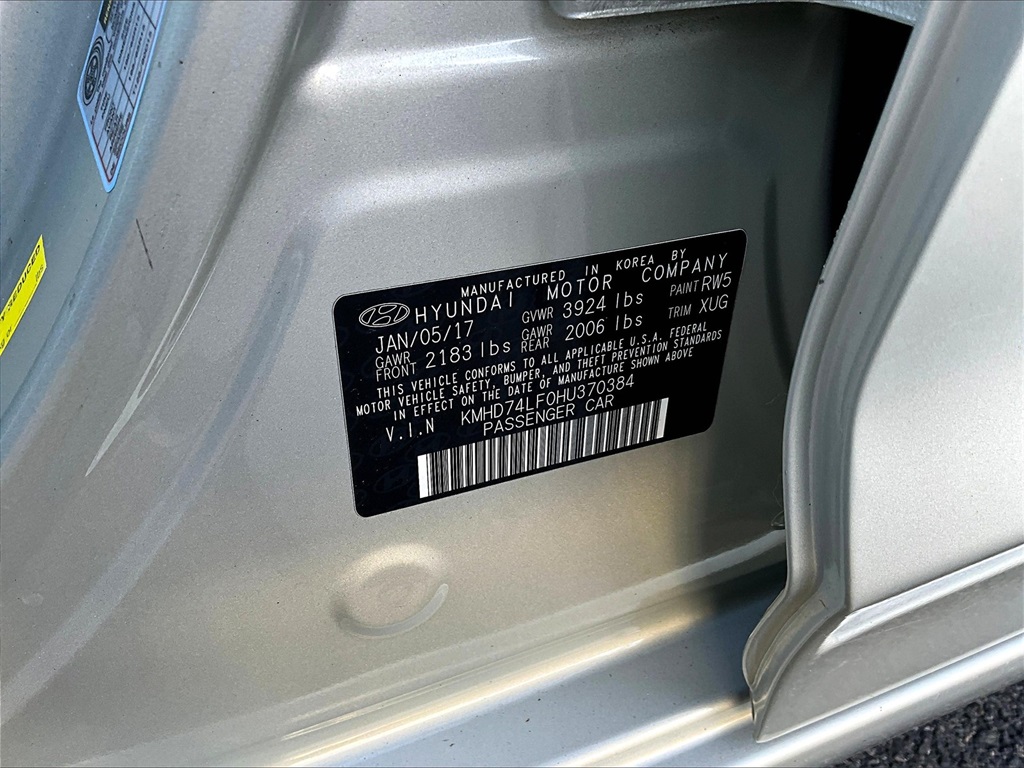 MANUFACTURED IN KOREA BY
HYUNDAI MOTOR COMPANY
JAN/05/17 GVWR 3924 lbs PAINT RW5
GAWR FRONT 2183 lbs GAWR REAR 2006 lbs TRIM XUG
THIS VEHICLE CONFORMS TO ALL APPLICABLE U.S.A. FEDERAL
MOTOR VEHICLE SAFETY, BUMPER, AND THEFT PREVENTION STANDARDS
IN EFFECT ON THE DATE OF MANUFACTURE SHOWN ABOVE
V.I.N KMHD74LF0HU370384
PASSENGER CAR
REDUCED